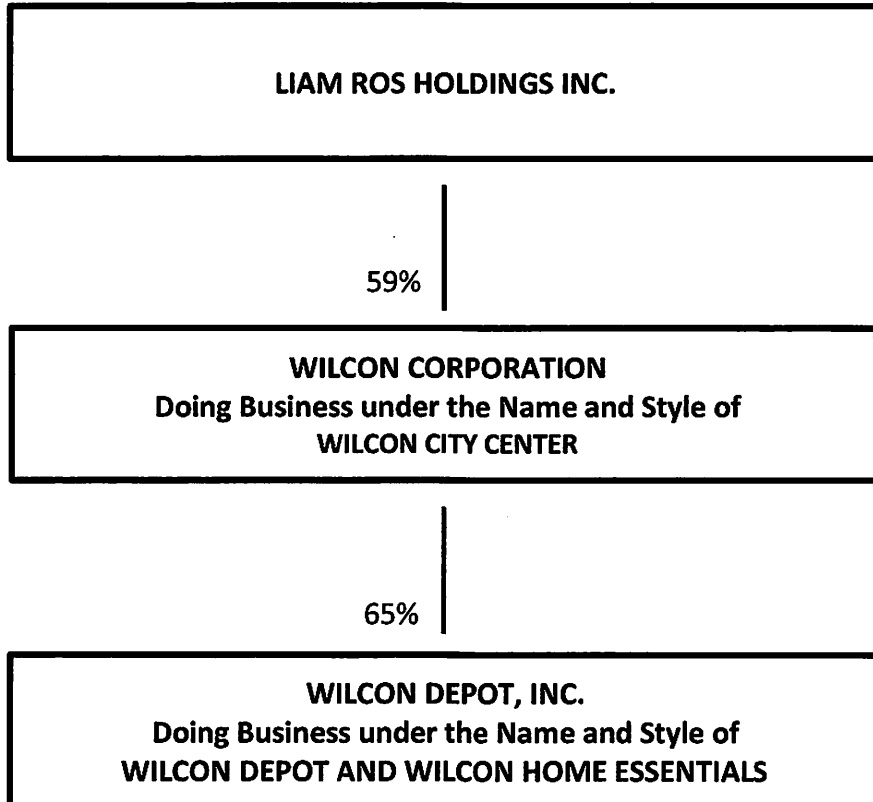 LIAM ROS HOLDINGS INC.
59%
WILCON CORPORATION
Doing Business under the Name and Style of
WILCON CITY CENTER
65%
WILCON DEPOT, INC.
Doing Business under the Name and Style of
WILCON DEPOT AND WILCON HOME ESSENTIALS